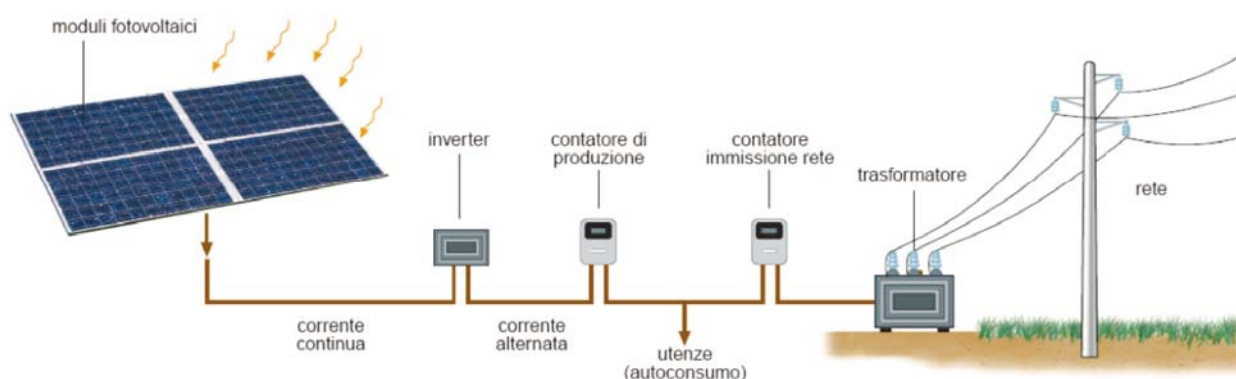 moduli fotovoltaici
inverter
contatore di
produzione
contatore
immissione rete
trasformatore
rete
corrente
continua
corrente
alternata
utenze
(autoconsumo)